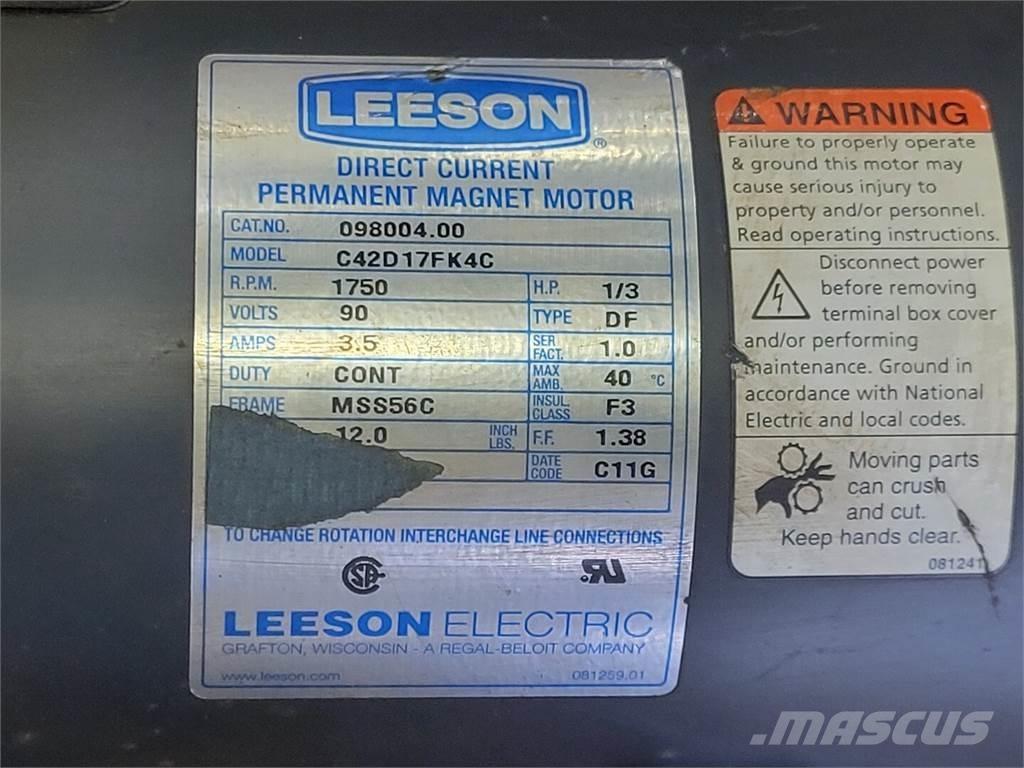 LEESON
®
DIRECT CURRENT
PERMANENT MAGNET MOTOR
CAT.NO. 098004.00
MODEL C42D17FK4C
R.P.M. 1750 H.P. 1/3
VOLTS 90 TYPE DF
AMPS 3.5 SER FACT. 1.0
DUTY CONT MAX AMB. 40 °C
FRAME MSS56C INSUL CLASS F3
12.0 INCH LBS. F.F. 1.38
DATE CODE C11G
TO CHANGE ROTATION INTERCHANGE LINE CONNECTIONS
LEESON ELECTRIC
GRAFTON, WISCONSIN - A REGAL-BELOIT COMPANY
www.leeson.com 081259.01
WARNING
Failure to properly operate
& ground this motor may
cause serious injury to
property and/or personnel.
Read operating instructions.
Disconnect power
before removing
terminal box cover
and/or performing
maintenance. Ground in
accordance with National
Electric and local codes.
Moving parts
can crush
and cut.
Keep hands clear.
081241
.MASCUS